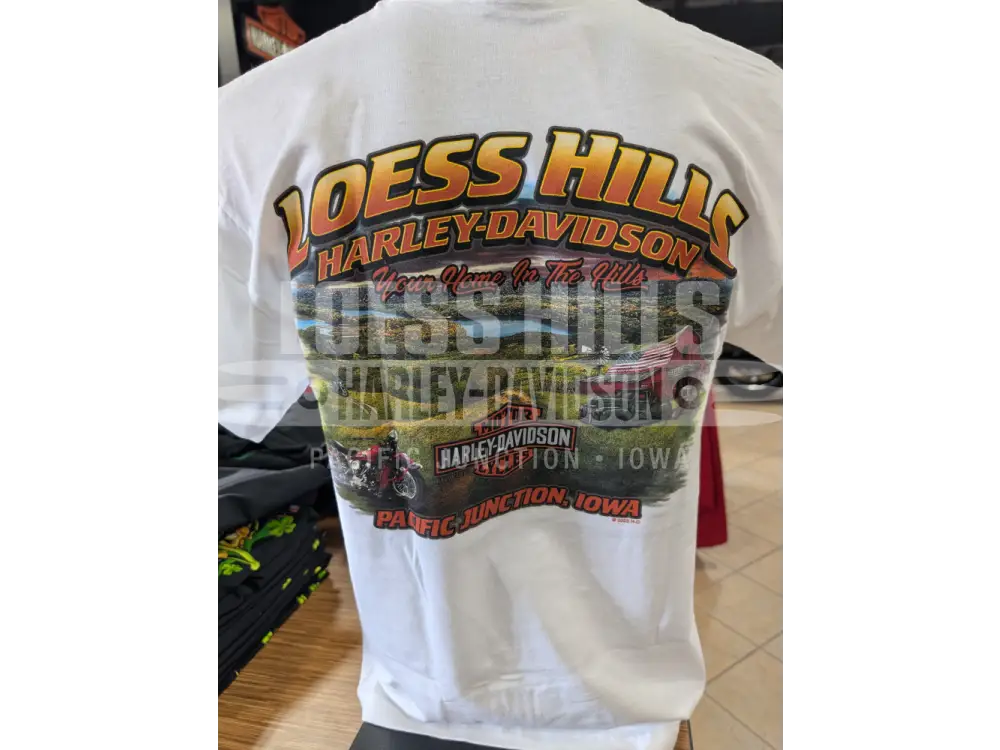 LOESS HILLS
HARLEY-DAVIDSON
Your Home In The Hills
LOESS HILLS
HARLEY-DAVIDSON
MOTOR
HARLEY-DAVIDSON
PACIFIC JUNCTION • IOWA
PACIFIC JUNCTION, IOWA